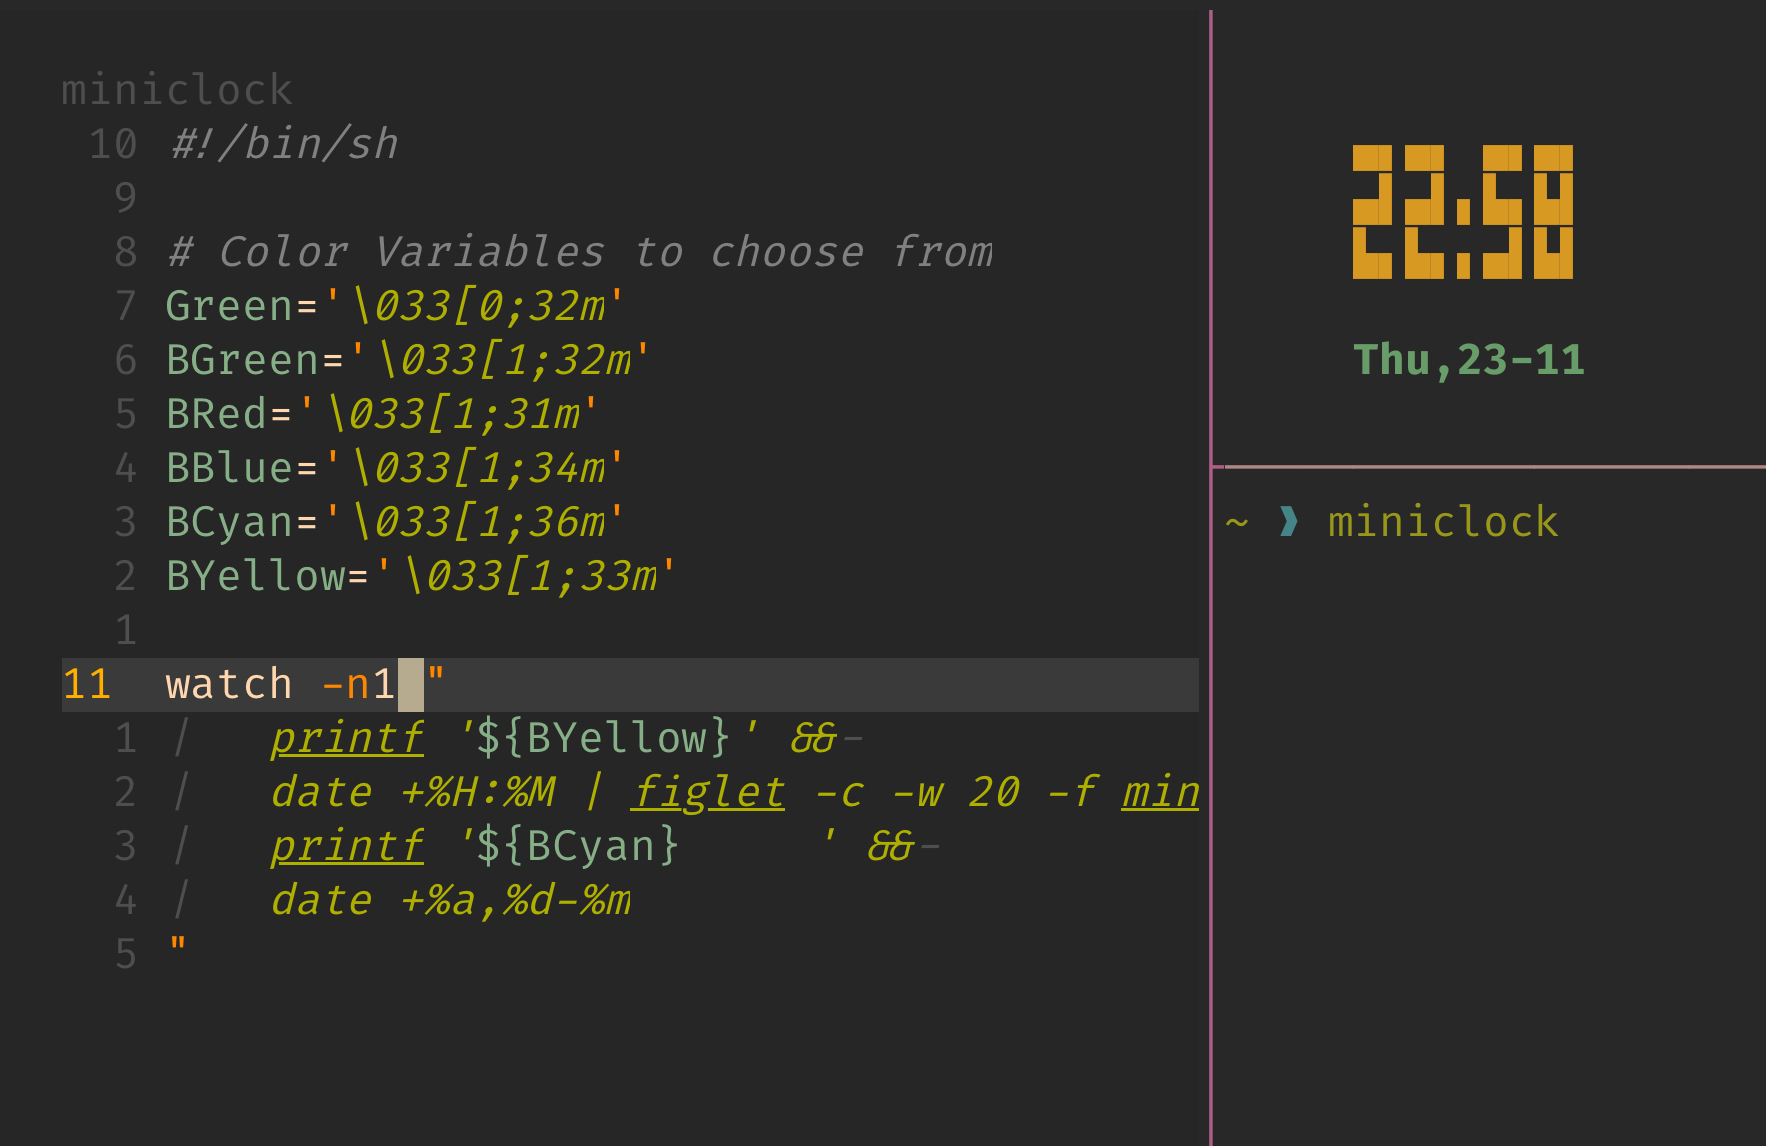 miniclock
10 #!/bin/sh
9
8 # Color Variables to choose from
7 Green='\033[0;32m'
6 BGreen='\033[1;32m'
5 BRed='\033[1;31m'
4 BBlue='\033[1;34m'
3 BCyan='\033[1;36m'
2 BYellow='\033[1;33m'
1
11 watch -n1 "
1 | printf '${BYellow}' &&-
2 | date +%H:%M | figlet -c -w 20 -f min
3 | printf '${BCyan}     ' &&-
4 | date +%a,%d-%m
5 "
22:50
Thu,23-11
~ ❯ miniclock